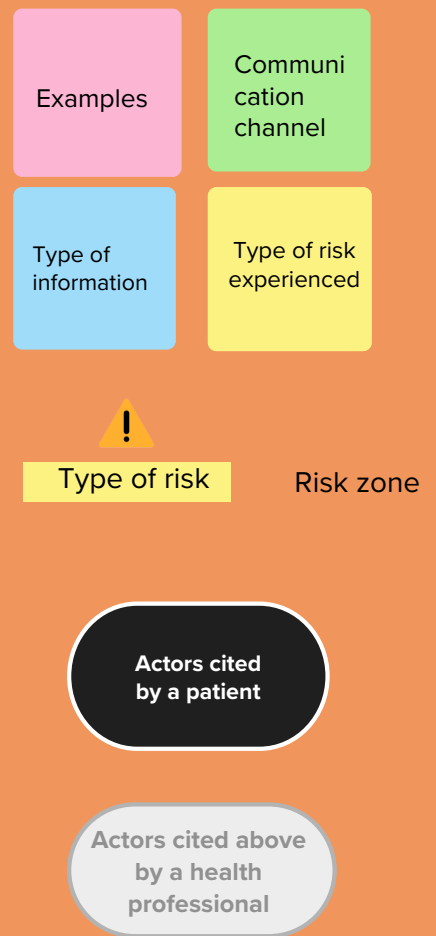 Examples
Communi
cation
channel
Type of
information
Type of risk
experienced
Type of risk
Risk zone
Actors cited
by a patient
Actors cited above
by a health
professional